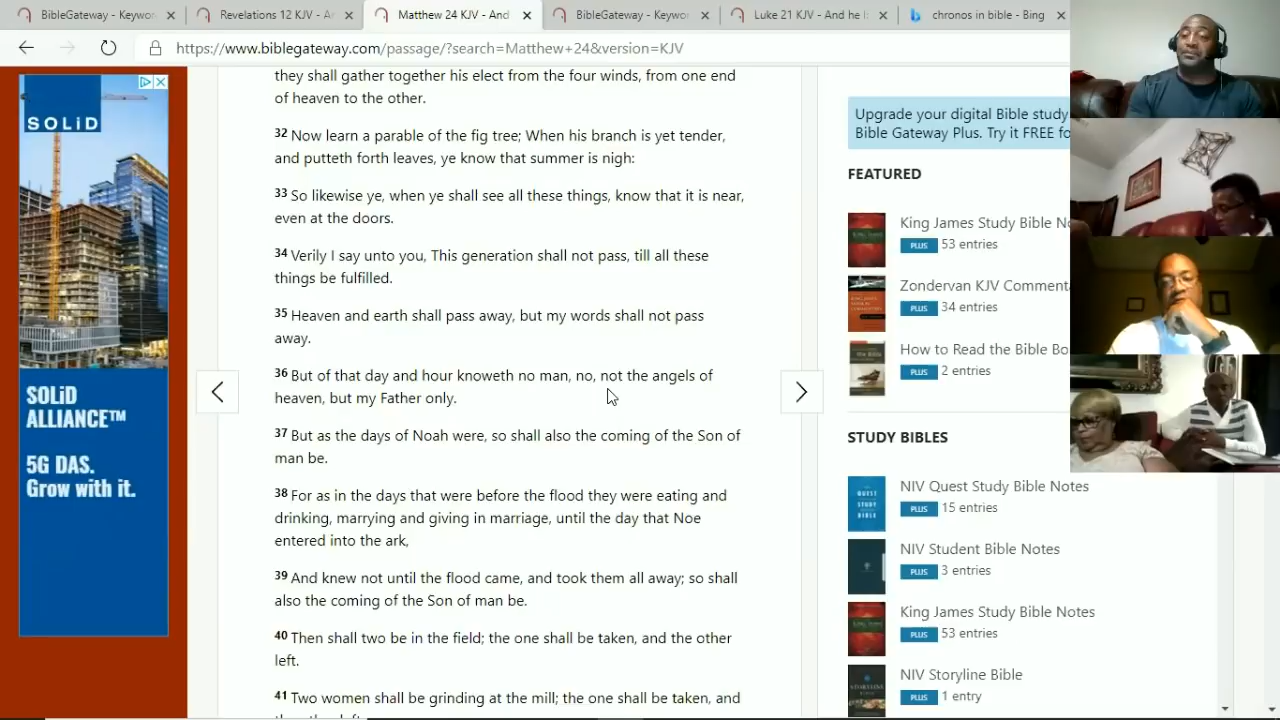 BibleGateway - Keywor
Revelations 12 KJV - A
Matthew 24 KJV - And
BibleGateway - Keywor
Luke 21 KJV - And he l
chronos in bible - Bing
https://www.biblegateway.com/passage/?search=Matthew+24&version=KJV
SOLiD
SOLiD
ALLIANCE™
5G DAS.
Grow with it.
they shall gather together his elect from the four winds, from one end
of heaven to the other.
32 Now learn a parable of the fig tree; When his branch is yet tender,
and putteth forth leaves, ye know that summer is nigh:
33 So likewise ye, when ye shall see all these things, know that it is near,
even at the doors.
34 Verily I say unto you, This generation shall not pass, till all these
things be fulfilled.
35 Heaven and earth shall pass away, but my words shall not pass
away.
36 But of that day and hour knoweth no man, no, not the angels of
heaven, but my Father only.
37 But as the days of Noah were, so shall also the coming of the Son of
man be.
38 For as in the days that were before the flood they were eating and
drinking, marrying and giving in marriage, until the day that Noe
entered into the ark,
39 And knew not until the flood came, and took them all away; so shall
also the coming of the Son of man be.
40 Then shall two be in the field; the one shall be taken, and the other
left.
41 Two women shall be grinding at the mill; the one shall be taken, and
Upgrade your digital Bible study
Bible Gateway Plus. Try it FREE fo
FEATURED
King James Study Bible No
PLUS 53 entries
Zondervan KJV Commenta
PLUS 34 entries
How to Read the Bible Bo
PLUS 2 entries
STUDY BIBLES
QUEST
STUDY
BIBLE
NIV Quest Study Bible Notes
PLUS 15 entries
NIV Student Bible Notes
PLUS 3 entries
King James Study Bible Notes
PLUS 53 entries
NIV Storyline Bible
PLUS 1 entry